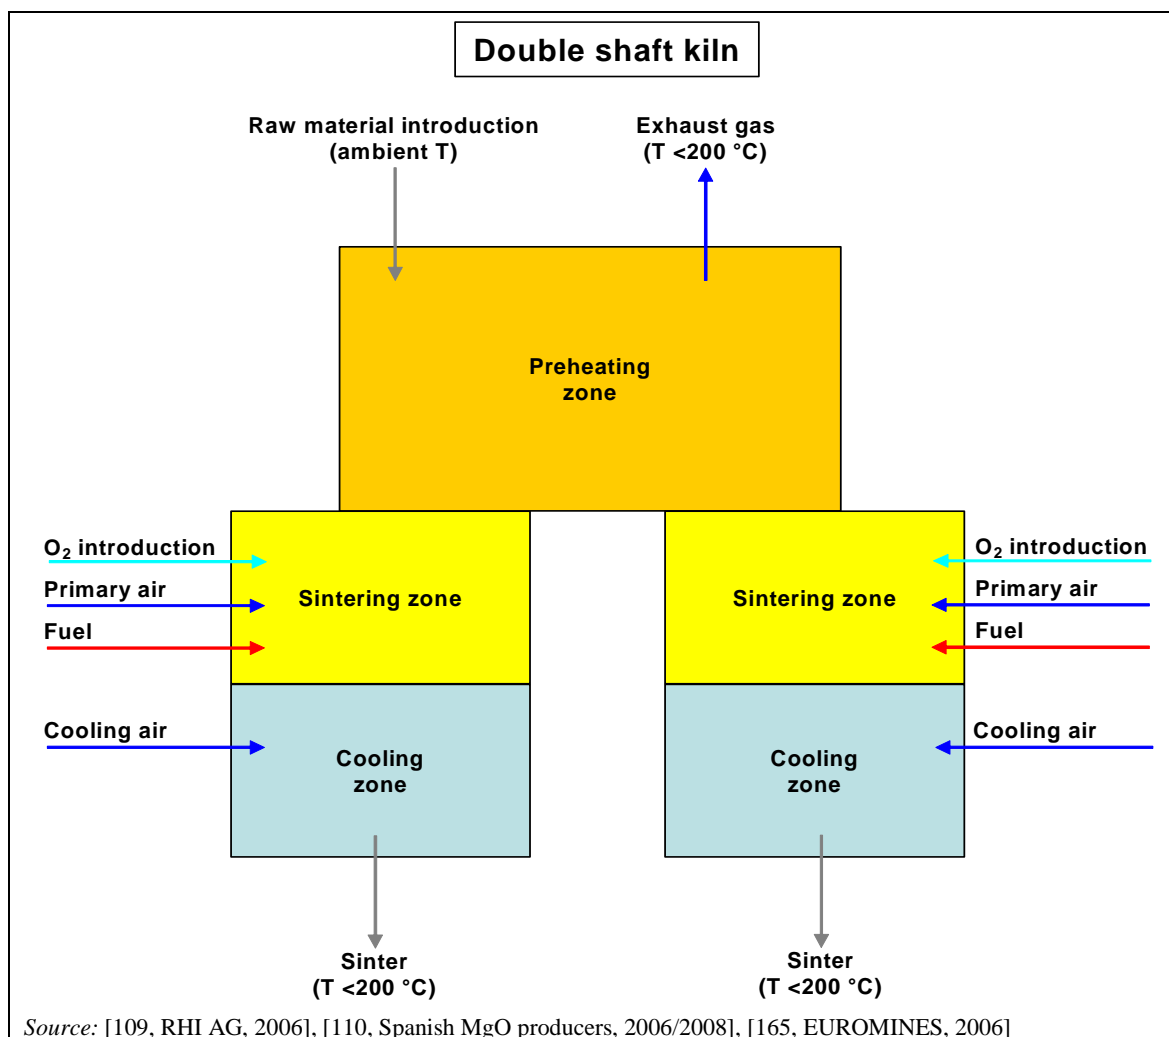 Double shaft kiln
Raw material introduction
(ambient T)
Exhaust gas
(T <200 °C)
Preheating
zone
O₂ introduction
Primary air
Fuel
Sintering zone
Sintering zone
O₂ introduction
Primary air
Fuel
Cooling air
Cooling
zone
Cooling
zone
Cooling air
Sinter
(T <200 °C)
Sinter
(T <200 °C)
Source: [109, RHI AG, 2006], [110, Spanish MgO producers, 2006/2008], [165, EUROMINES, 2006]